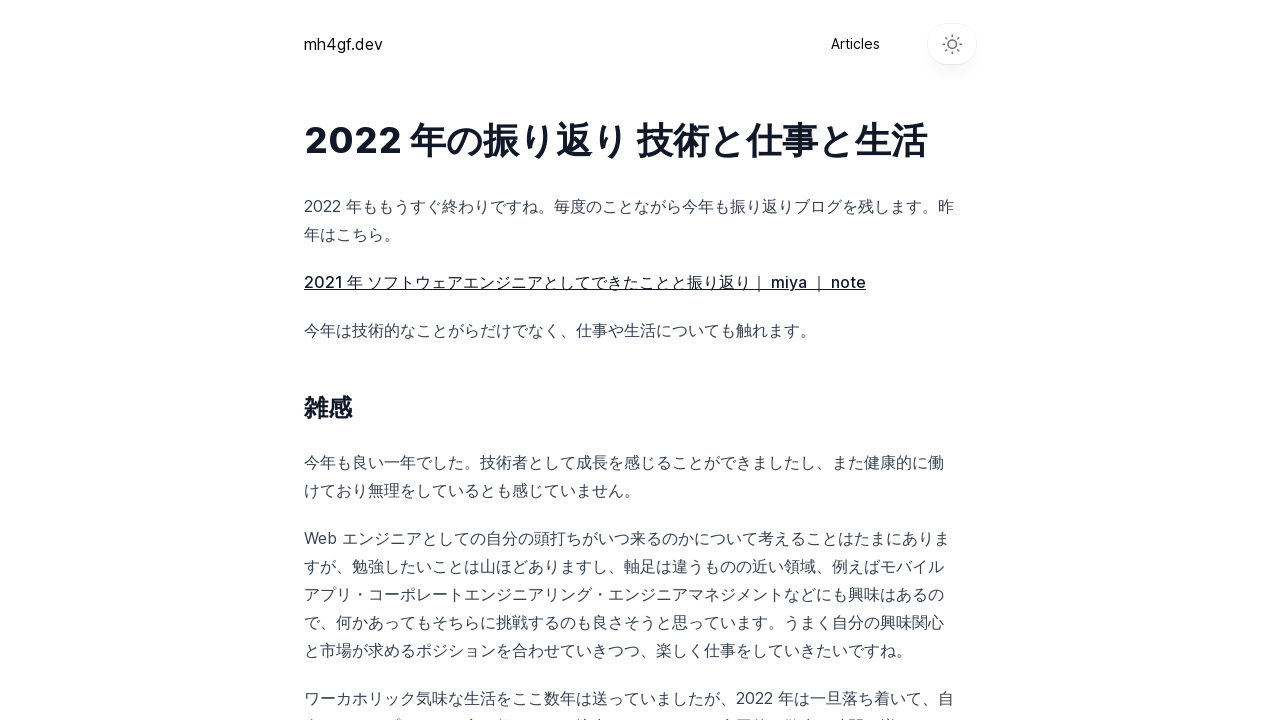 mh4gf.dev
Articles
2022 年の振り返り 技術と仕事と生活
2022 年ももうすぐ終わりですね。毎度のことながら今年も振り返りブログを残します。昨
年はこちら。
2021 年 ソフトウェアエンジニアとしてできたことと振り返り｜ miya ｜ note
今年は技術的なことがらだけでなく、仕事や生活についても触れます。
雑感
今年も良い一年でした。技術者として成長を感じることができましたし、また健康的に働
けており無理をしているとも感じていません。
Web エンジニアとしての自分の頭打ちがいつ来るのかについて考えることはたまにありま
すが、勉強したいことは山ほどありますし、軸足は違うものの近い領域、例えばモバイル
アプリ・コーポレートエンジニアリング・エンジニアマネジメントなどにも興味はあるの
で、何かあってもそちらに挑戦するのも良さそうと思っています。うまく自分の興味関心
と市場が求めるポジションを合わせていきつつ、楽しく仕事をしていきたいですね。
ワーカホリック気味な生活をここ数年は送っていましたが、2022 年は一旦落ち着いて、自